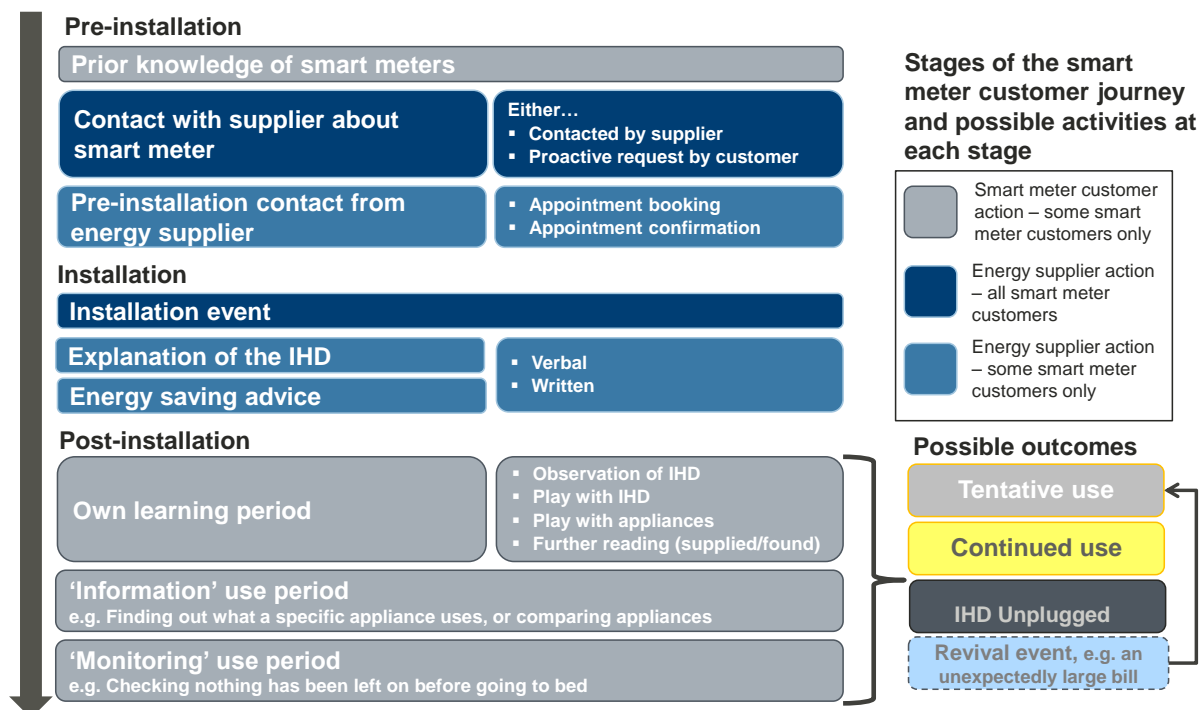 Pre-installation
Prior knowledge of smart meters
Contact with supplier about
smart meter
Either…
▪ Contacted by supplier
▪ Proactive request by customer
Pre-installation contact from
energy supplier
▪ Appointment booking
▪ Appointment confirmation
Installation
Installation event
Explanation of the IHD
Energy saving advice
▪ Verbal
▪ Written
Post-installation
Own learning period
▪ Observation of IHD
▪ Play with IHD
▪ Play with appliances
▪ Further reading (supplied/found)
‘Information’ use period
e.g. Finding out what a specific appliance uses, or comparing appliances
‘Monitoring’ use period
e.g. Checking nothing has been left on before going to bed
Stages of the smart
meter customer journey
and possible activities at
each stage
Smart meter customer
action – some smart
meter customers only
Energy supplier action
– all smart meter
customers
Energy supplier action
– some smart meter
customers only
Possible outcomes
Tentative use
Continued use
IHD Unplugged
Revival event, e.g. an
unexpectedly large bill